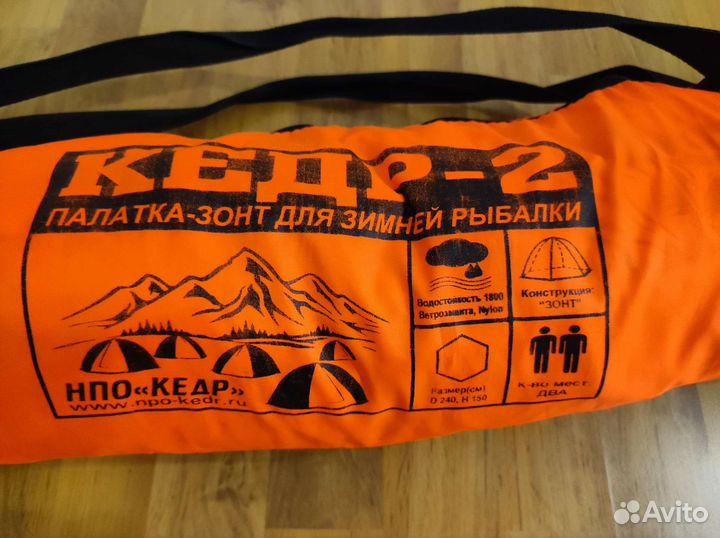 КЕДР-2
ПАЛАТКА-ЗОНТ ДЛЯ ЗИМНЕЙ РЫБАЛКИ
Водостойкость 1800
Ветрозащита, Nylon
Конструкция:
"ЗОНТ"
Размер(см)
D 240, H 150
К-во мест:
ДВА
НПО«КЕДР»
www.npo-kedr.ru
Avito